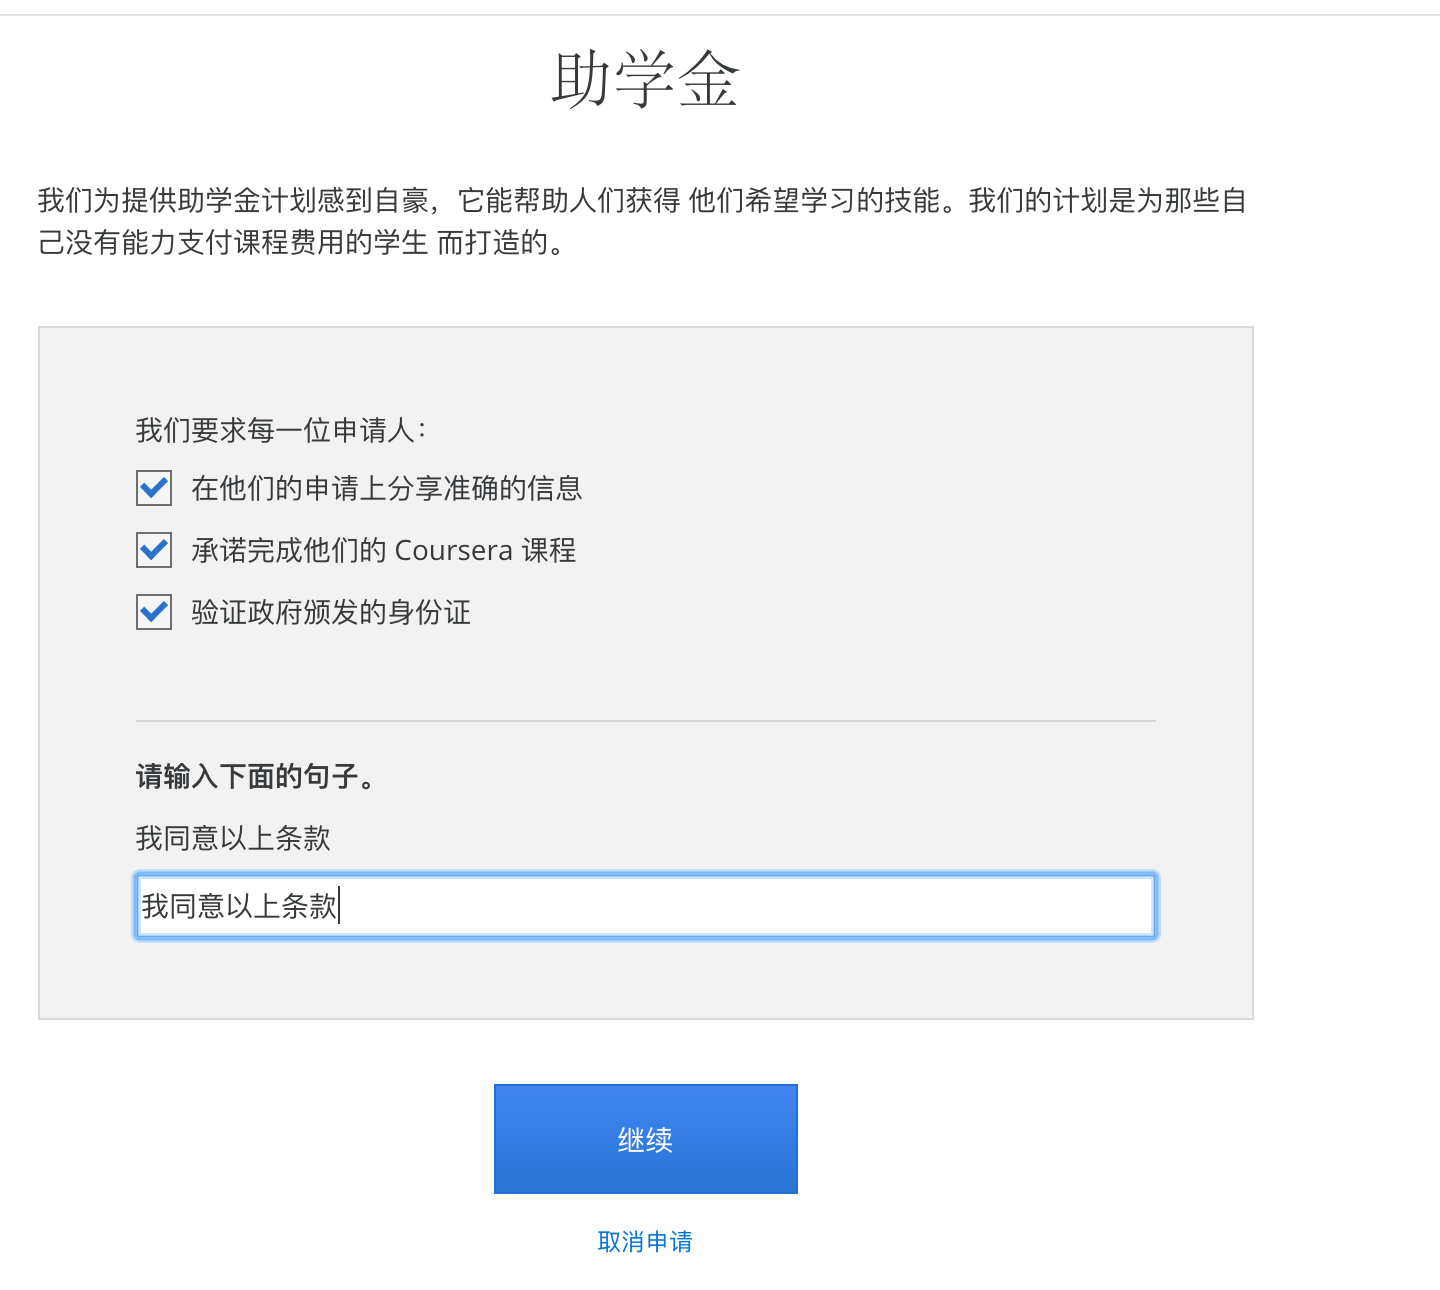 助学金
我们为提供助学金计划感到自豪，它能帮助人们获得 他们希望学习的技能。我们的计划是为那些自
己没有能力支付课程费用的学生 而打造的。
我们要求每一位申请人：
在他们的申请上分享准确的信息
承诺完成他们的 Coursera 课程
验证政府颁发的身份证
请输入下面的句子。
我同意以上条款
我同意以上条款
继续
取消申请